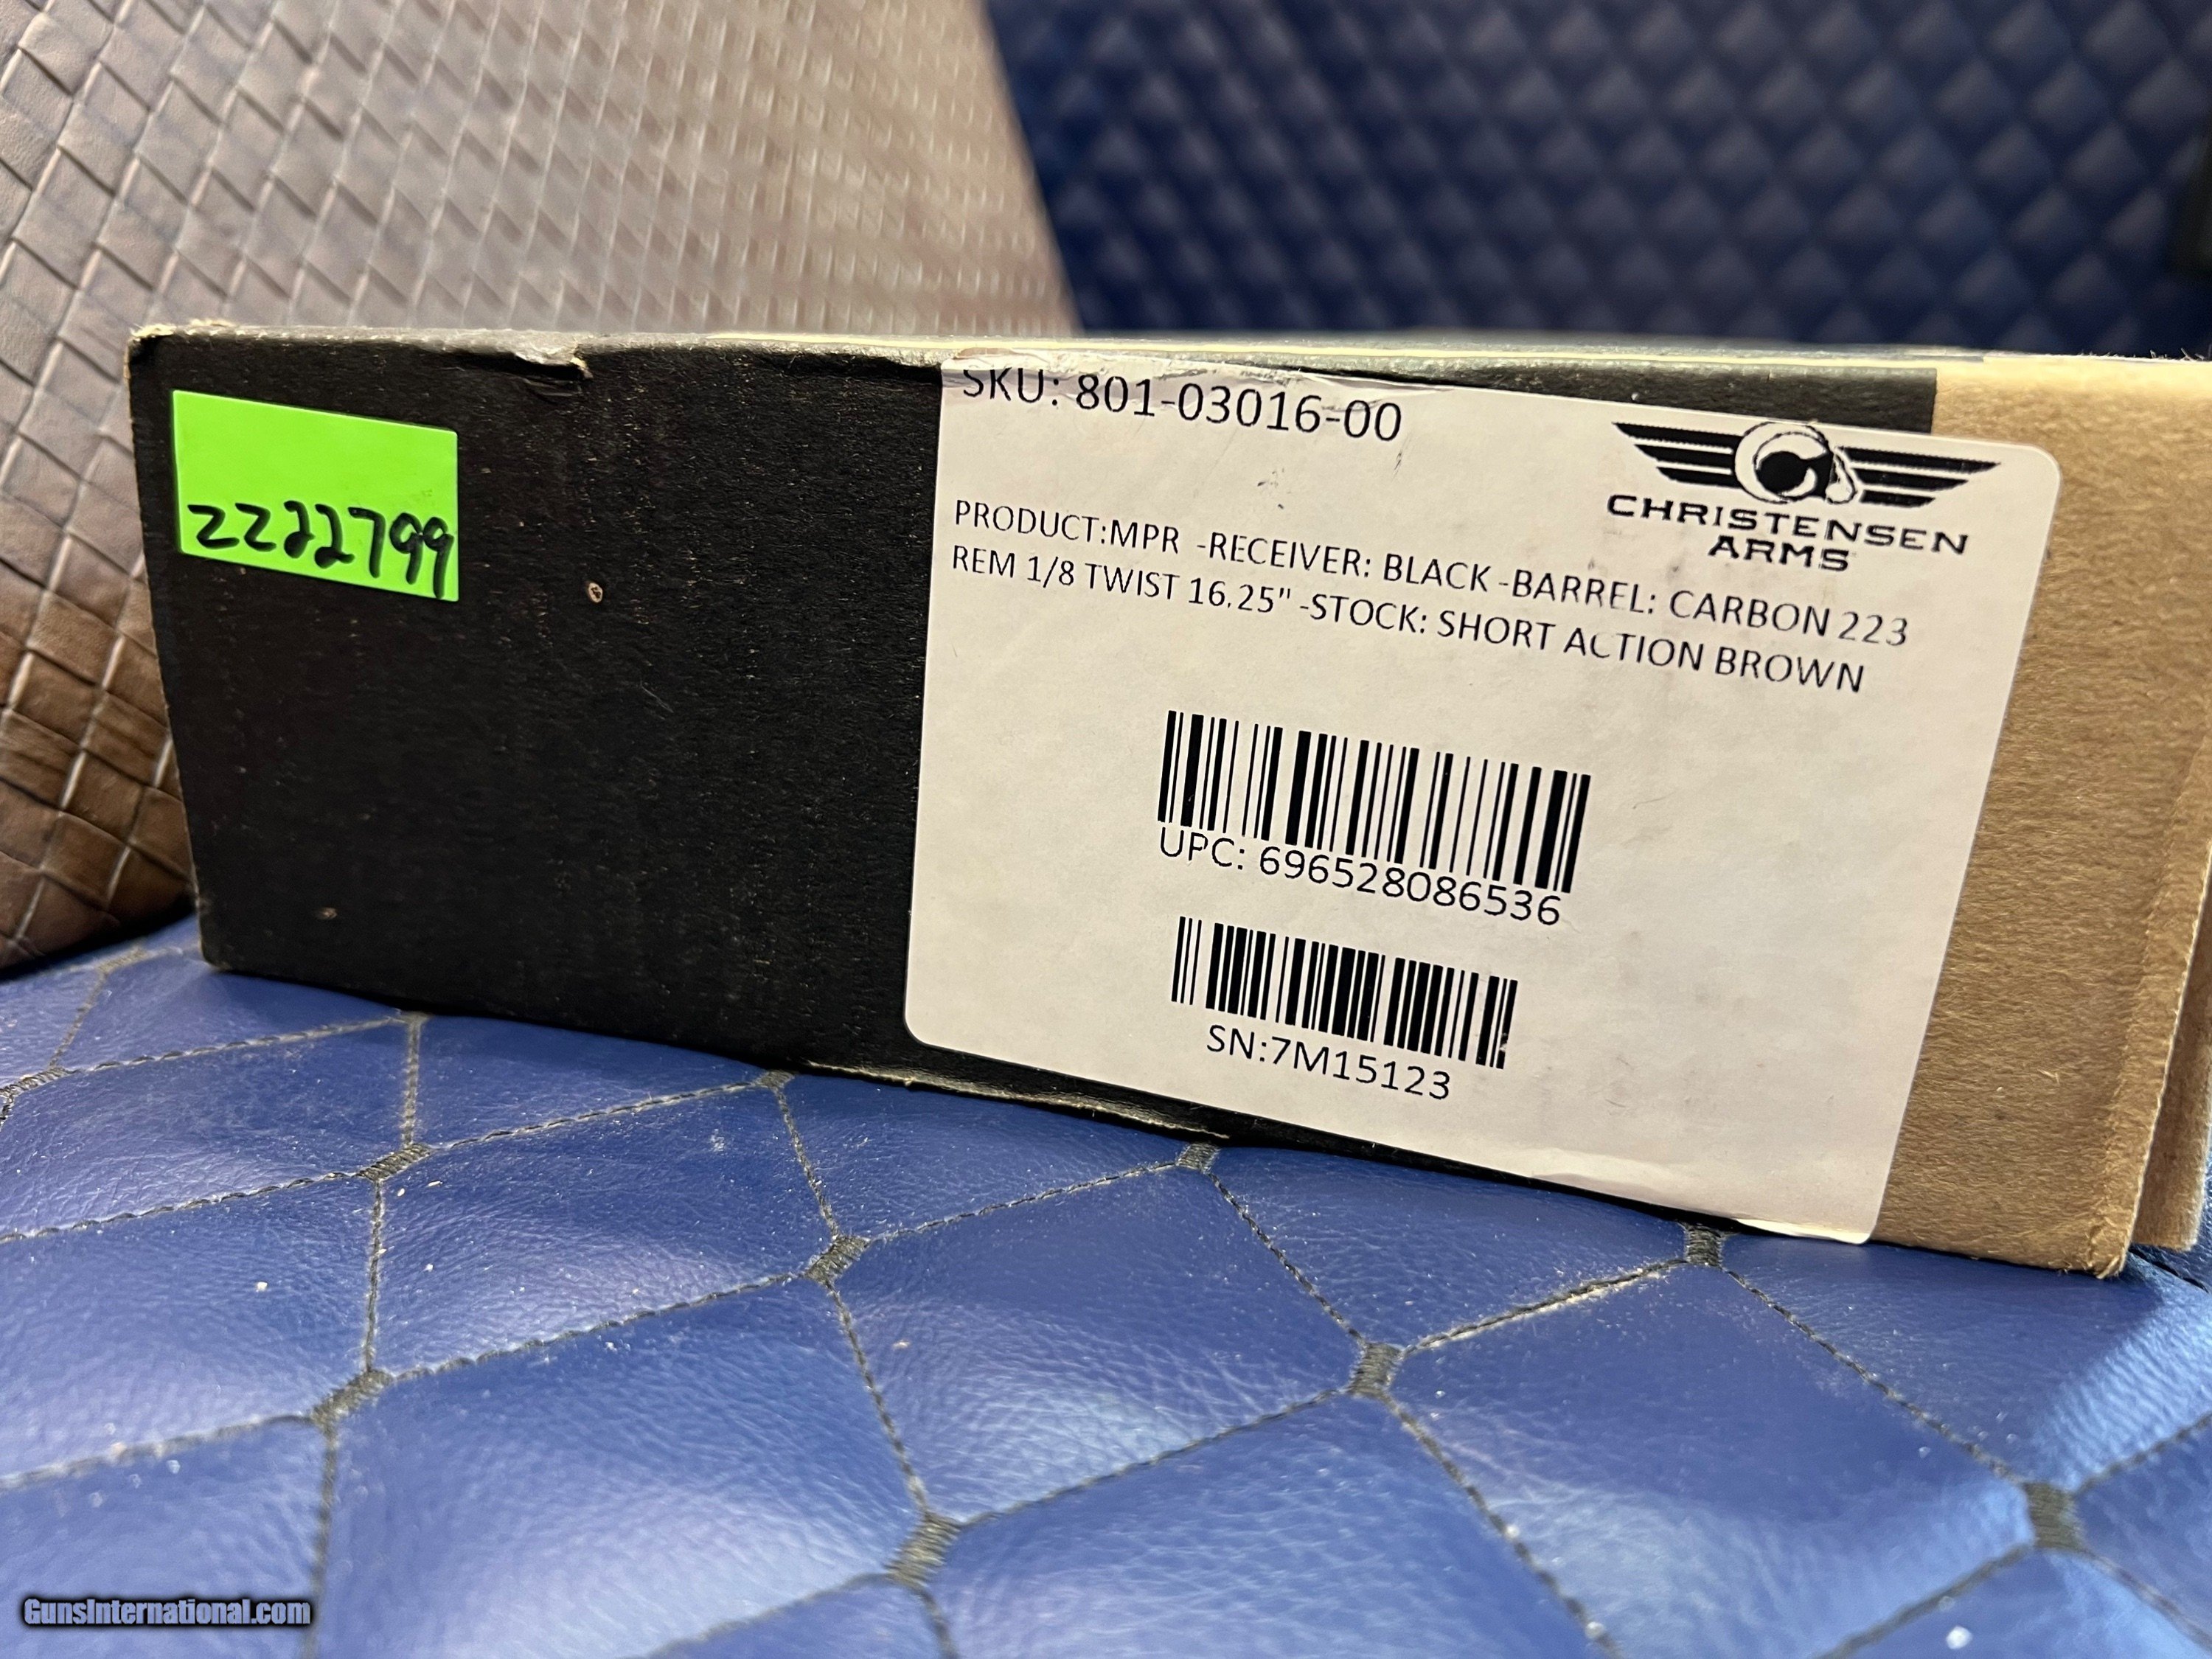 2222799
SKU: 801-03016-00
CHRISTENSEN
ARMS
PRODUCT:MPR -RECEIVER: BLACK -BARREL: CARBON 223
REM 1/8 TWIST 16.25" -STOCK: SHORT ACTION BROWN
UPC: 696528086536
SN:7M15123
GunsInternational.com